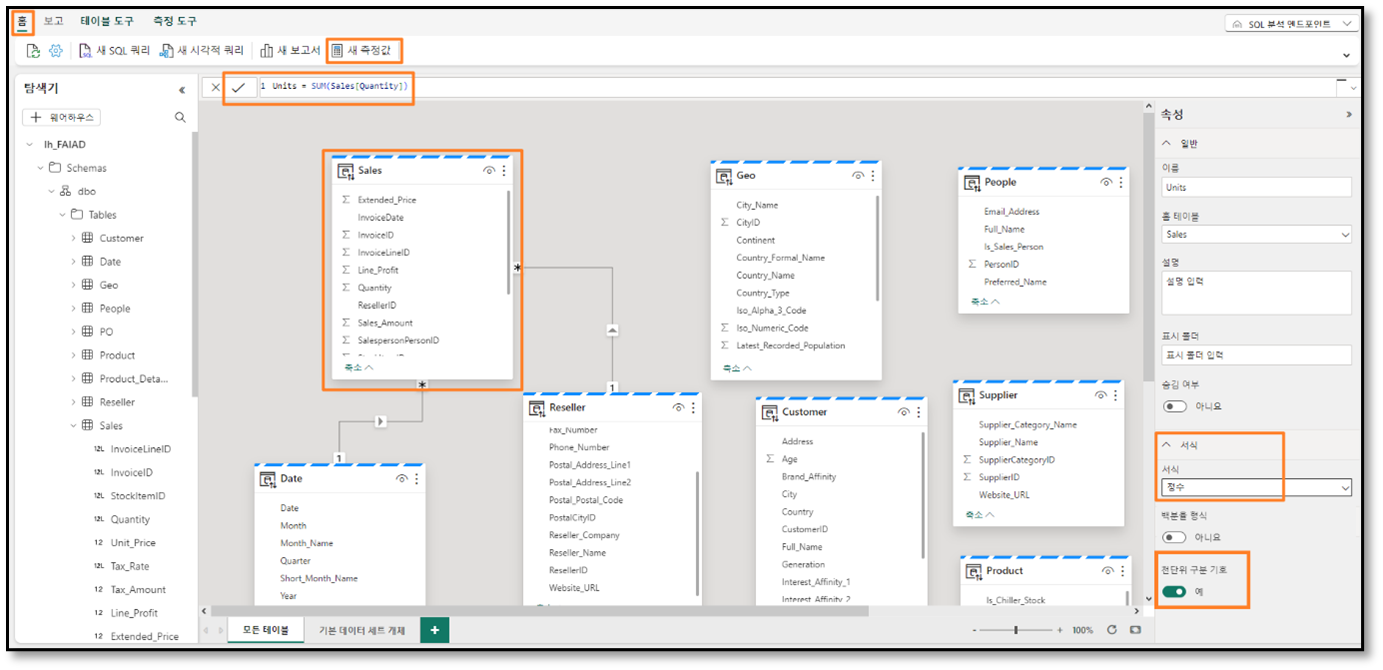 홈 보고 테이블 도구 측정 도구
SQL 분석 엔드포인트
새 SQL 쿼리 새 시각적 쿼리 새 보고서 새 측정값
탐색기
1 Units = SUM(Sales[Quantity])
+ 웨어하우스
lh_FAIAD
Schemas
dbo
Tables
Customer
Date
Geo
People
PO
Product
Product_Deta...
Reseller
Sales
12L InvoiceLineID
12L InvoiceID
12L StockItemID
12L Quantity
12 Unit_Price
12L Tax_Rate
12 Tax_Amount
12 Line_Profit
12 Extended_Price
Sales
Σ Extended_Price
InvoiceDate
Σ InvoiceID
Σ InvoiceLineID
Σ Line_Profit
Σ Quantity
ResellerID
Σ Sales_Amount
Σ SalespersonPersonID
축소
Geo
City_Name
Σ CityID
Continent
Country_Formal_Name
Country_Name
Country_Type
Iso_Alpha_3_Code
Σ Iso_Numeric_Code
Σ Latest_Recorded_Population
축소
People
Email_Address
Full_Name
Is_Sales_Person
Σ PersonID
Preferred_Name
축소
*
*
1
1
Date
Date
Month
Month_Name
Quarter
Short_Month_Name
Year
Reseller
Fax_Number
Phone_Number
Postal_Address_Line1
Postal_Address_Line2
Postal_Postal_Code
PostalCityID
Reseller_Company
Reseller_Name
ResellerID
Website_URL
Customer
Address
Σ Age
Brand_Affinity
City
Country
CustomerID
Full_Name
Generation
Interest_Affinity_1
Interest_Affinity_2
Supplier
Supplier_Category_Name
Supplier_Name
Σ SupplierCategoryID
Σ SupplierID
Website_URL
축소
Product
Is_Chiller_Stock
속성
일반
이름
Units
홈 테이블
Sales
설명
설명 입력
표시 폴더
표시 폴더 입력
숨김 여부
아니요
서식
서식
정수
백분율 형식
아니요
천단위 구분 기호
예
모든 테이블 기본 데이터 세트 개체 +
- + 100%